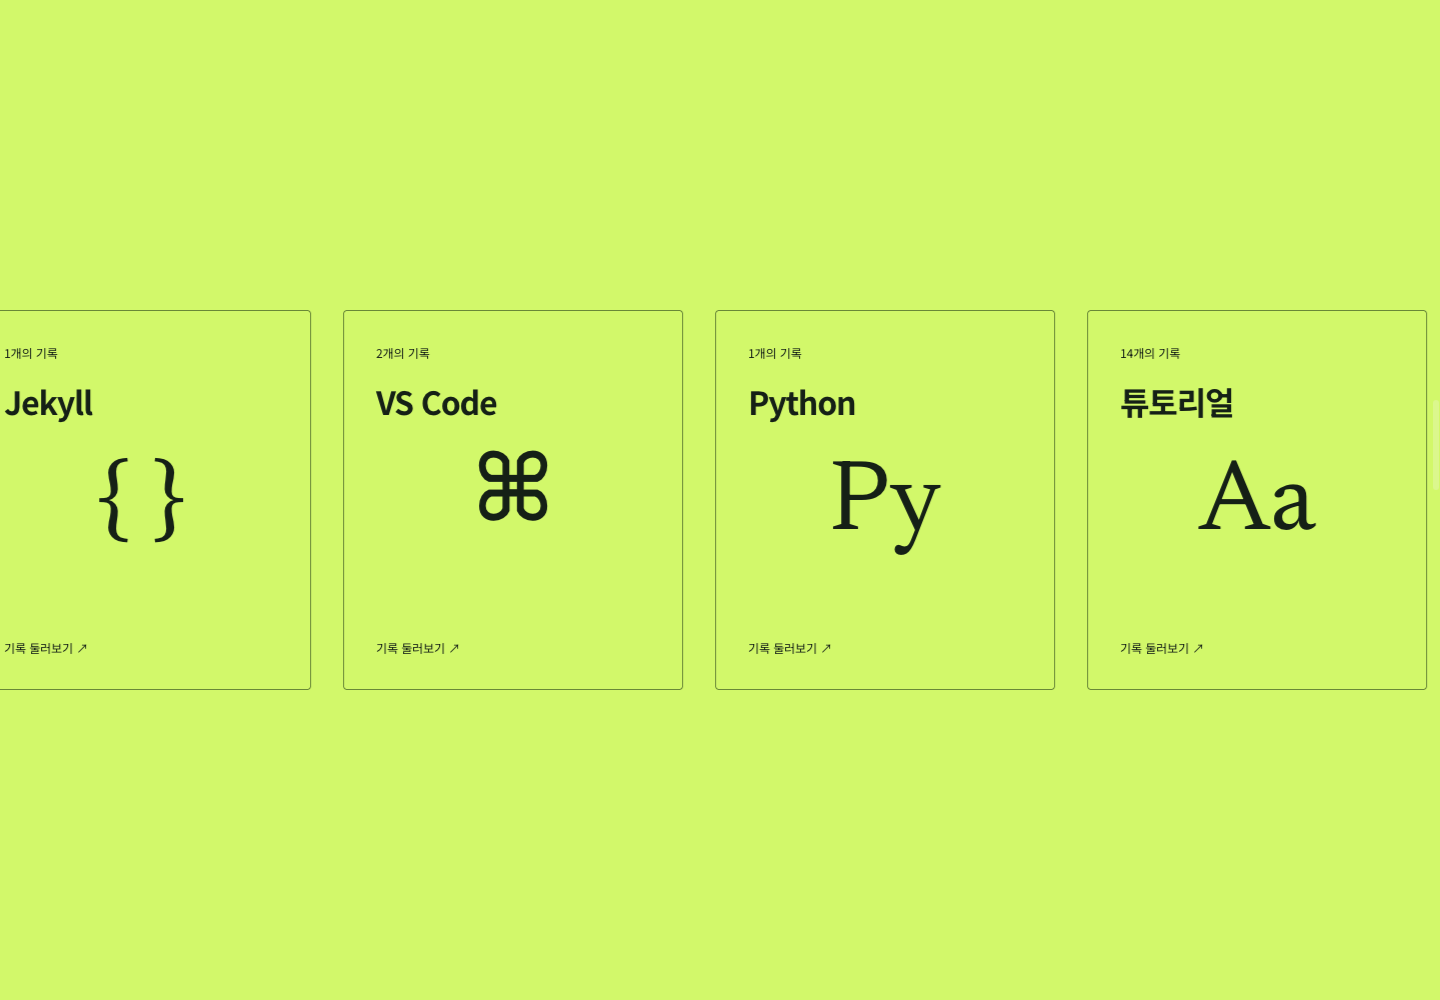 1개의 기록
Jekyll
{ }
기록 둘러보기 ↗
2개의 기록
VS Code
⌘
기록 둘러보기 ↗
1개의 기록
Python
Py
기록 둘러보기 ↗
14개의 기록
튜토리얼
Aa
기록 둘러보기 ↗